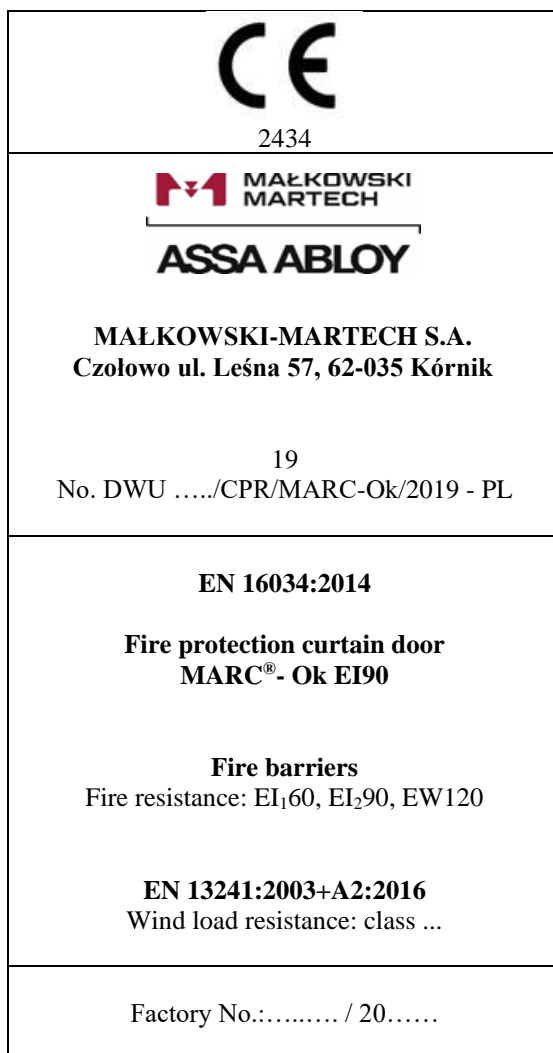 CE
2434
MAŁKOWSKI
MARTECH
ASSA ABLOY
MAŁKOWSKI-MARTECH S.A.
Czołowo ul. Leśna 57, 62-035 Kórnik
19
No. DWU …../CPR/MARC-Ok/2019 - PL
EN 16034:2014
Fire protection curtain door
MARC®- Ok EI90
Fire barriers
Fire resistance: EI₁60, EI₂90, EW120
EN 13241:2003+A2:2016
Wind load resistance: class ...
Factory No.:…..…. / 20……